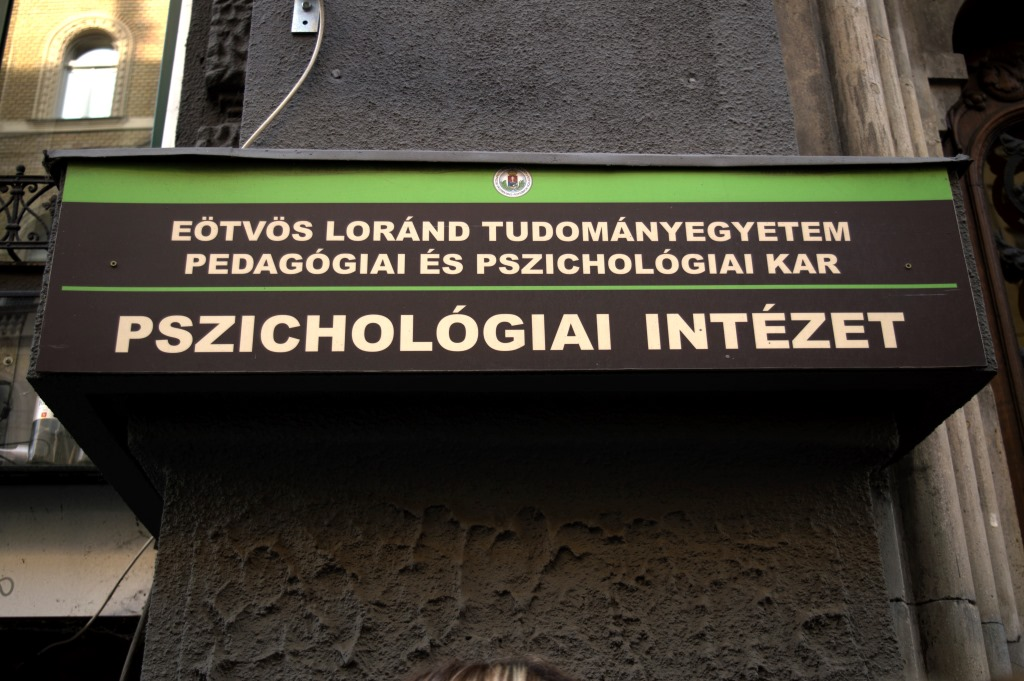 EÖTVÖS LORÁND TUDOMÁNYEGYETEM
PEDAGÓGIAI ÉS PSZICHOLÓGIAI KAR
PSZICHOLÓGIAI INTÉZET